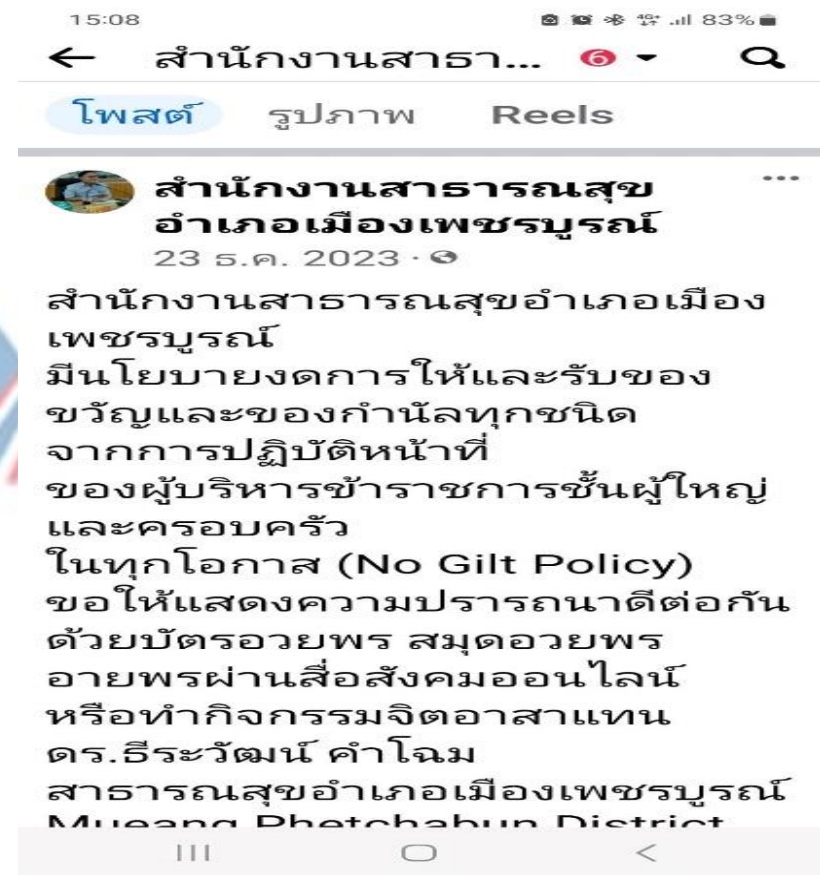 15:08
83%
สำนักงานสาธา... 6
โพสต์ รูปภาพ Reels
สำนักงานสาธารณสุข
อำเภอเมืองเพชรบูรณ์
23 ธ.ค. 2023 ·
สำนักงานสาธารณสุขอำเภอเมือง
เพชรบูรณ์
มีนโยบายงดการให้และรับของ
ขวัญและของกำนัลทุกชนิด
จากการปฏิบัติหน้าที่
ของผู้บริหารข้าราชการชั้นผู้ใหญ่
และครอบครัว
ในทุกโอกาส (No Gilt Policy)
ขอให้แสดงความปรารถนาดีต่อกัน
ด้วยบัตรอวยพร สมุดอวยพร
อายพรผ่านสื่อสังคมออนไลน์
หรือทำกิจกรรมจิตอาสาแทน
ดร.ธีระวัฒน์ คำโฉม
สาธารณสุขอำเภอเมืองเพชรบูรณ์
Mueang Phetchabun District